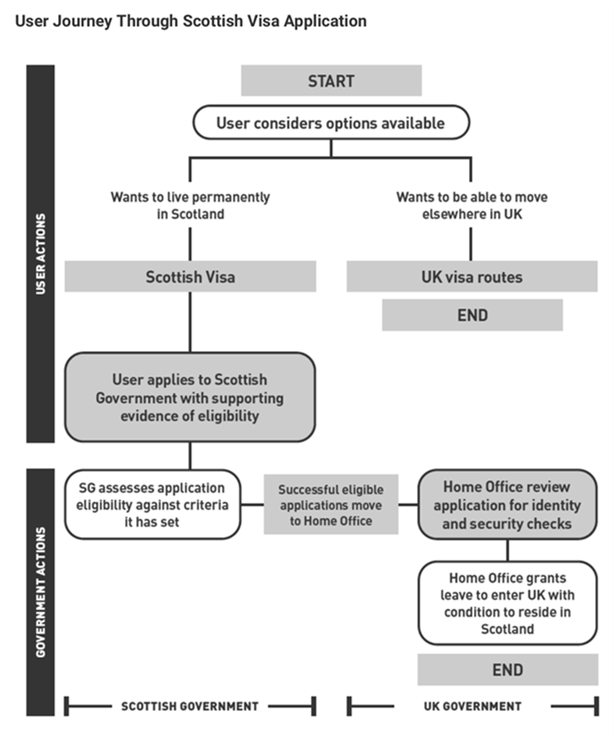 User Journey Through Scottish Visa Application
USER ACTIONS
START
User considers options available
Wants to live permanently
in Scotland
Wants to be able to move
elsewhere in UK
Scottish Visa
UK visa routes
END
User applies to Scottish
Government with supporting
evidence of eligibility
GOVERNMENT ACTIONS
SG assesses application
eligibility against criteria
it has set
Successful eligible
applications move
to Home Office
Home Office review
application for identity
and security checks
Home Office grants
leave to enter UK with
condition to reside in
Scotland
END
SCOTTISH GOVERNMENT
UK GOVERNMENT